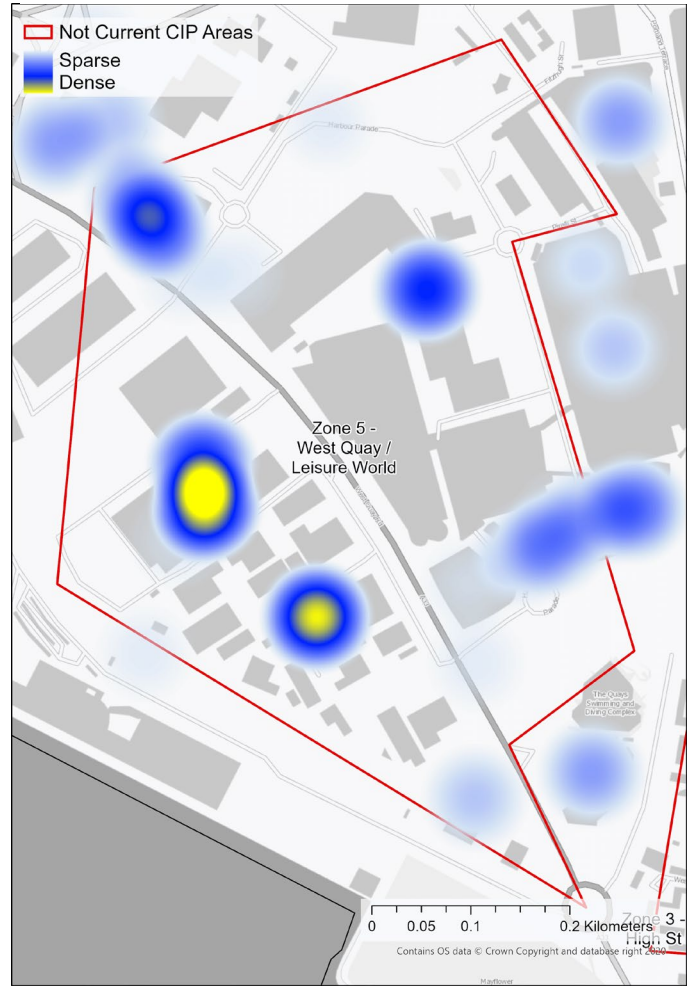 Not Current CIP Areas
Sparse
Dense
Harbour Parade
Zone 5 -
West Quay /
Leisure World
Parade
The Quays
Swimming and
Diving Complex
0
0.05
0.1
0.2 Kilometers
Zone 3 -
High St
Contains OS data © Crown Copyright and database right 2020
Mayflower